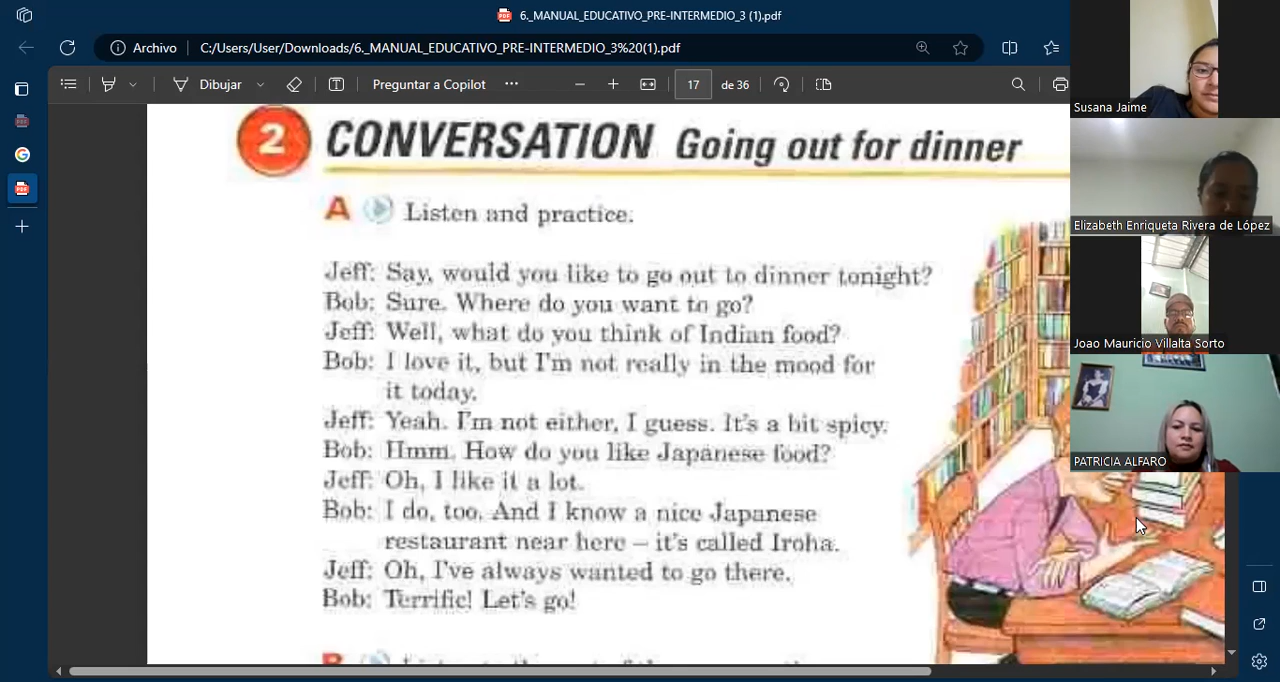 6._MANUAL_EDUCATIVO_PRE-INTERMEDIO_3 (1).pdf
Archivo
C:/Users/User/Downloads/6._MANUAL_EDUCATIVO_PRE-INTERMEDIO_3%20(1).pdf
Dibujar
Preguntar a Copilot
17
de 36
2 CONVERSATION Going out for dinner
A Listen and practice.
Jeff: Say, would you like to go out to dinner tonight?
Bob: Sure. Where do you want to go?
Jeff: Well, what do you think of Indian food?
Bob: I love it, but I'm not really in the mood for
it today.
Jeff: Yeah. I'm not either, I guess. It's a bit spicy.
Bob: Hmm. How do you like Japanese food?
Jeff: Oh, I like it a lot.
Bob: I do, too. And I know a nice Japanese
restaurant near here – it's called Iroha.
Jeff: Oh, I've always wanted to go there.
Bob: Terrific! Let's go!
Susana Jaime
Elizabeth Enriqueta Rivera de López
Joao Mauricio Villalta Sorto
PATRICIA ALFARO